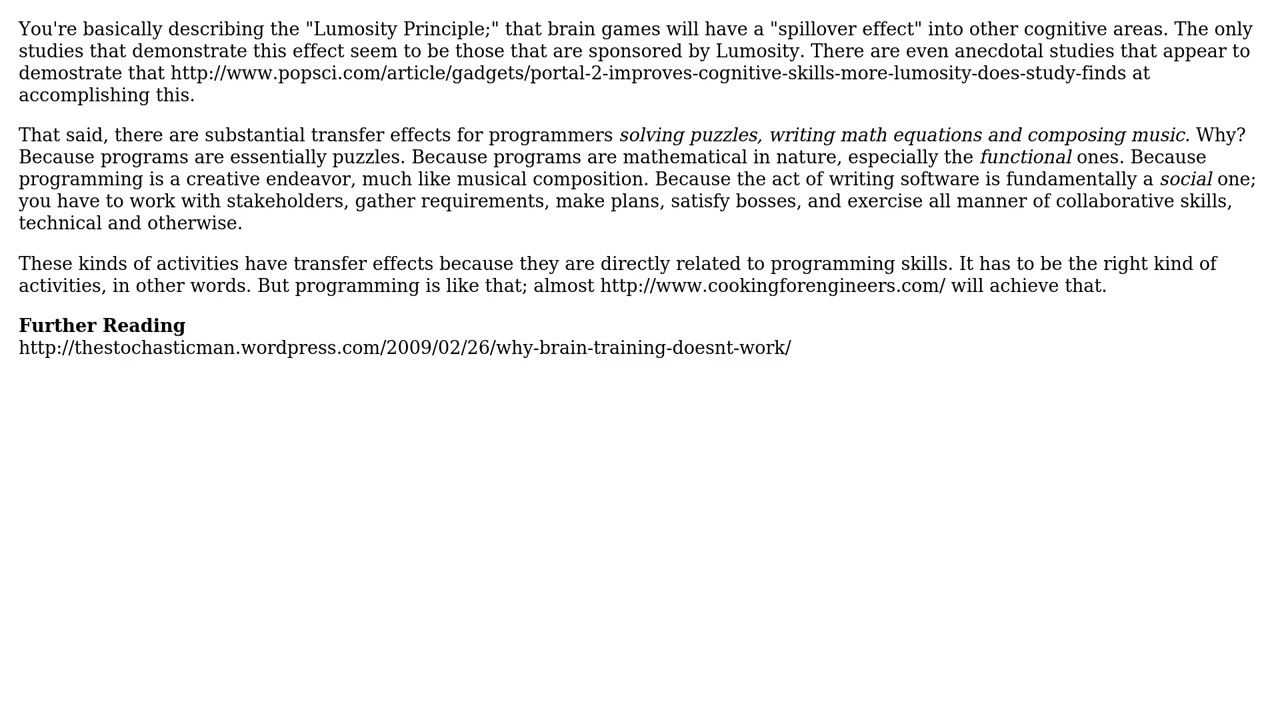 You're basically describing the "Lumosity Principle;" that brain games will have a "spillover effect" into other cognitive areas. The only
studies that demonstrate this effect seem to be those that are sponsored by Lumosity. There are even anecdotal studies that appear to
demostrate that http://www.popsci.com/article/gadgets/portal-2-improves-cognitive-skills-more-lumosity-does-study-finds at
accomplishing this.
That said, there are substantial transfer effects for programmers solving puzzles, writing math equations and composing music. Why?
Because programs are essentially puzzles. Because programs are mathematical in nature, especially the functional ones. Because
programming is a creative endeavor, much like musical composition. Because the act of writing software is fundamentally a social one;
you have to work with stakeholders, gather requirements, make plans, satisfy bosses, and exercise all manner of collaborative skills,
technical and otherwise.
These kinds of activities have transfer effects because they are directly related to programming skills. It has to be the right kind of
activities, in other words. But programming is like that; almost http://www.cookingforengineers.com/ will achieve that.
Further Reading
http://thestochasticman.wordpress.com/2009/02/26/why-brain-training-doesnt-work/